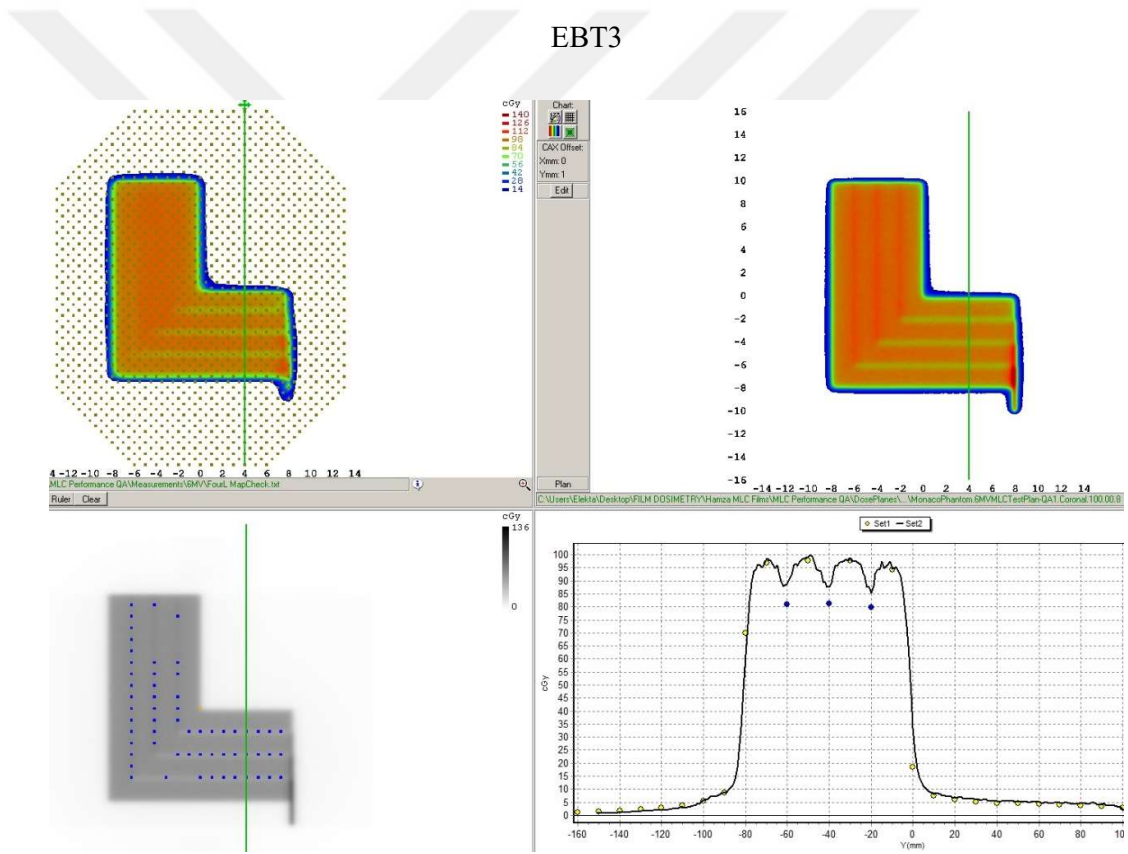 EBT3
cGy
140
126
112
98
84
70
56
42
28
14
4 -12 -10 -8 -6 -4 -2 0 2 4 6 8 10 12 14
MLC Performance QA\Measurements\6MV\FourL MapCheck.txt
Ruler Clear
Chart:
CAX Offset:
Xmm: 0
Ymm: 1
Edit
Plan
16
14
12
10
8
6
4
2
0
-2
-4
-6
-8
-10
-12
-14
-16
-14 -12 -10 -8 -6 -4 -2 0 2 4 6 8 10 12 14
C:\Users\Elekta\Desktop\FILM DOSIMETRY\Hamza MLC Films\MLC Performance QA\DosePlanes\...\MonacoPhantom.6MVMLCTestPlan-QA1.Coronal.100.00.8
cGy
136
0
Set1 Set2
100
95
90
85
80
75
70
65
60
55
50
45
40
35
30
25
20
15
10
5
0
cGy
-160 -140 -120 -100 -80 -60 -40 -20 0 20 40 60 80 100
Y(mm)